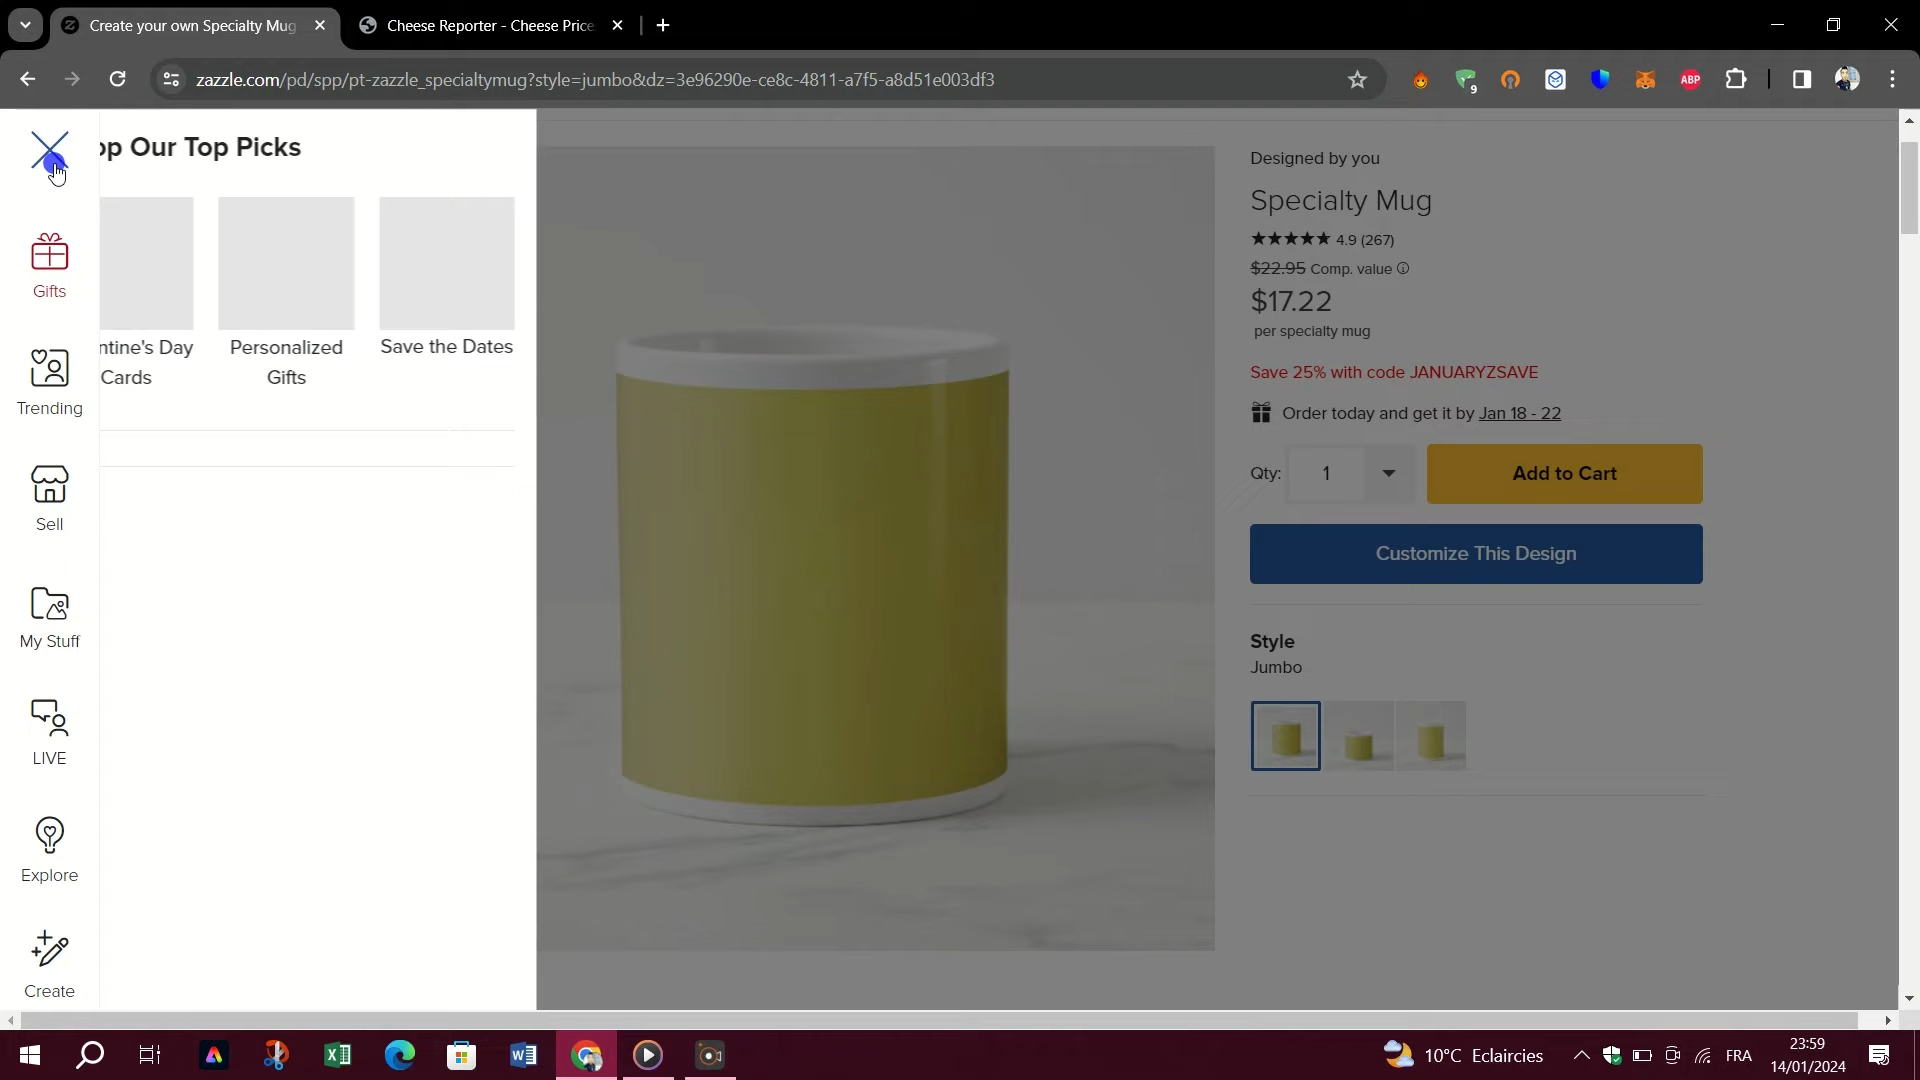 Create your own Specialty Mug
Cheese Reporter - Cheese Price
zazzle.com/pd/spp/pt-zazzle_specialtymug?style=jumbo&dz=3e96290e-ce8c-4811-a7f5-a8d51e003df3
9
ABP
op Our Top Picks
Gifts
ntine's Day
Cards
Personalized
Gifts
Save the Dates
Trending
Sell
My Stuff
LIVE
Explore
Create
Designed by you
Specialty Mug
4.9 (267)
$22.95 Comp. value
$17.22
per specialty mug
Save 25% with code JANUARYZSAVE
Order today and get it by Jan 18 - 22
Qty: 1
Add to Cart
Customize This Design
Style
Jumbo
10°C Eclaircies
FRA
23:59
14/01/2024